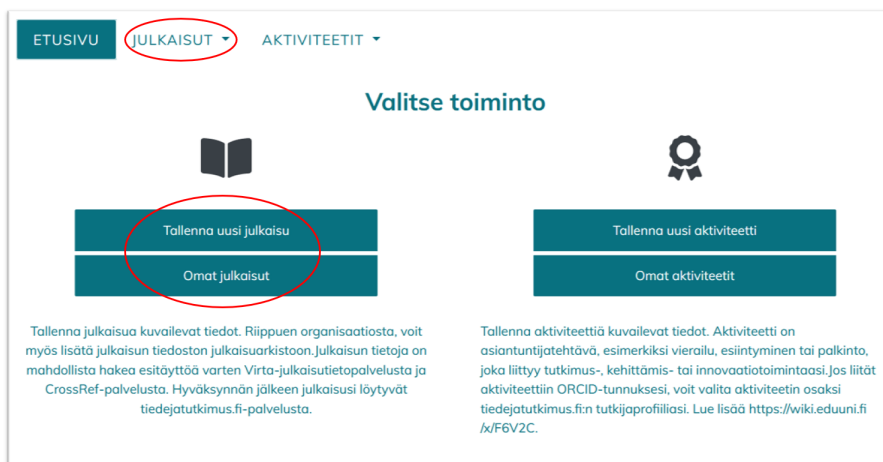 ETUSIVU JULKAISUT AKTIVITEETIT
Valitse toiminto
Tallenna uusi julkaisu
Omat julkaisut
Tallenna julkaisua kuvailevat tiedot. Riippuen organisaatiosta, voit
myös lisätä julkaisun tiedoston julkaisuarkistoon.Julkaisun tietoja on
mahdollista hakea esitäyttöä varten Virta-julkaisutietopalvelusta ja
CrossRef-palvelusta. Hyväksynnän jälkeen julkaisusi löytyvät
tiedejatutkimus.fi-palvelusta.
Tallenna uusi aktiviteetti
Omat aktiviteetit
Tallenna aktiviteettiä kuvailevat tiedot. Aktiviteetti on
asiantuntijatehtävä, esimerkiksi vierailu, esiintyminen tai palkinto,
joka liittyy tutkimus-, kehittämis- tai innovaatiotoimintaasi.Jos liität
aktiviteettiin ORCID-tunnuksesi, voit valita aktiviteetin osaksi
tiedejatutkimus.fi:n tutkijaprofiiliasi. Lue lisää https://wiki.eduuni.fi
/x/F6V2C.